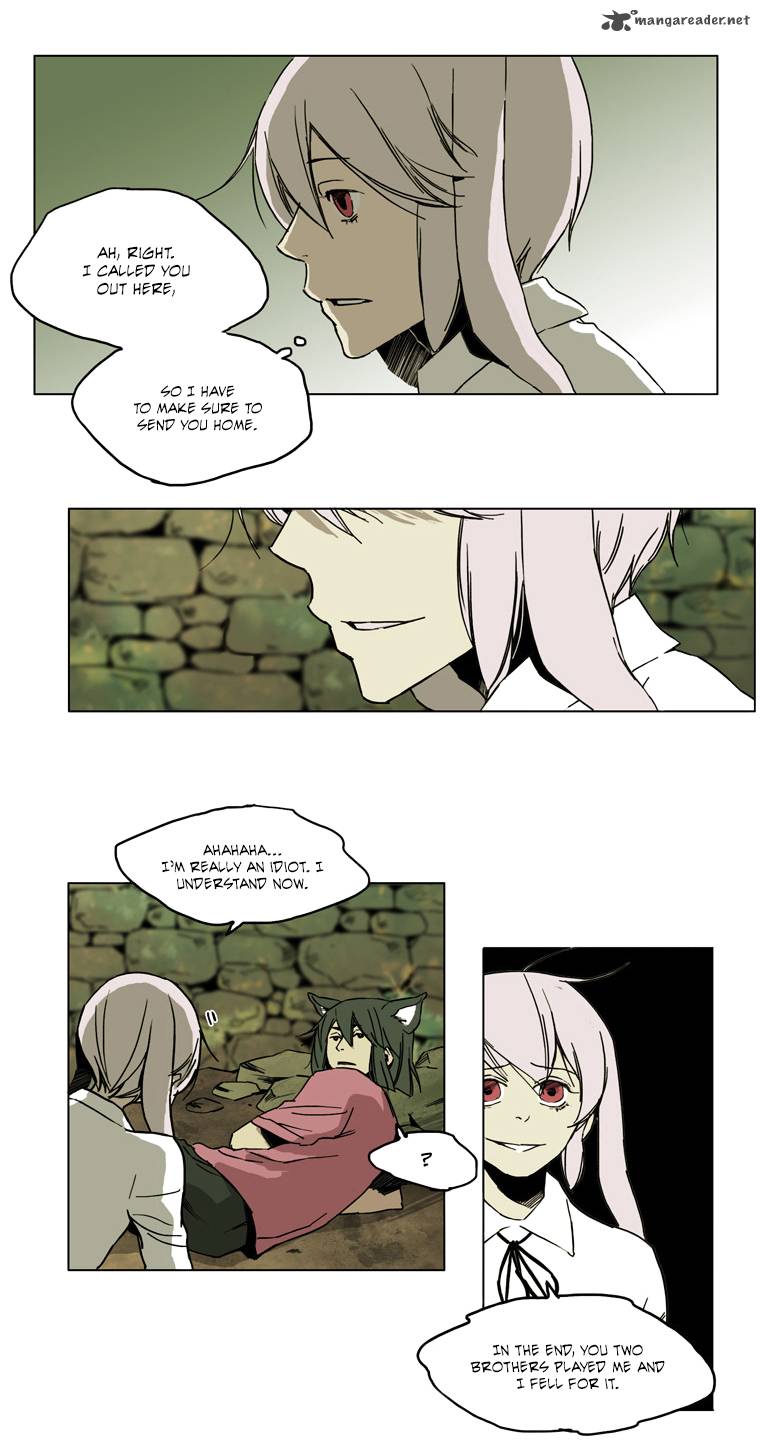 mangareader.net
AH, RIGHT.
I CALLED YOU
OUT HERE,
SO I HAVE
TO MAKE SURE TO
SEND YOU HOME.
AHAHAHA...
I'M REALLY AN IDIOT. I
UNDERSTAND NOW.
?
IN THE END, YOU TWO
BROTHERS PLAYED ME AND
I FELL FOR IT.